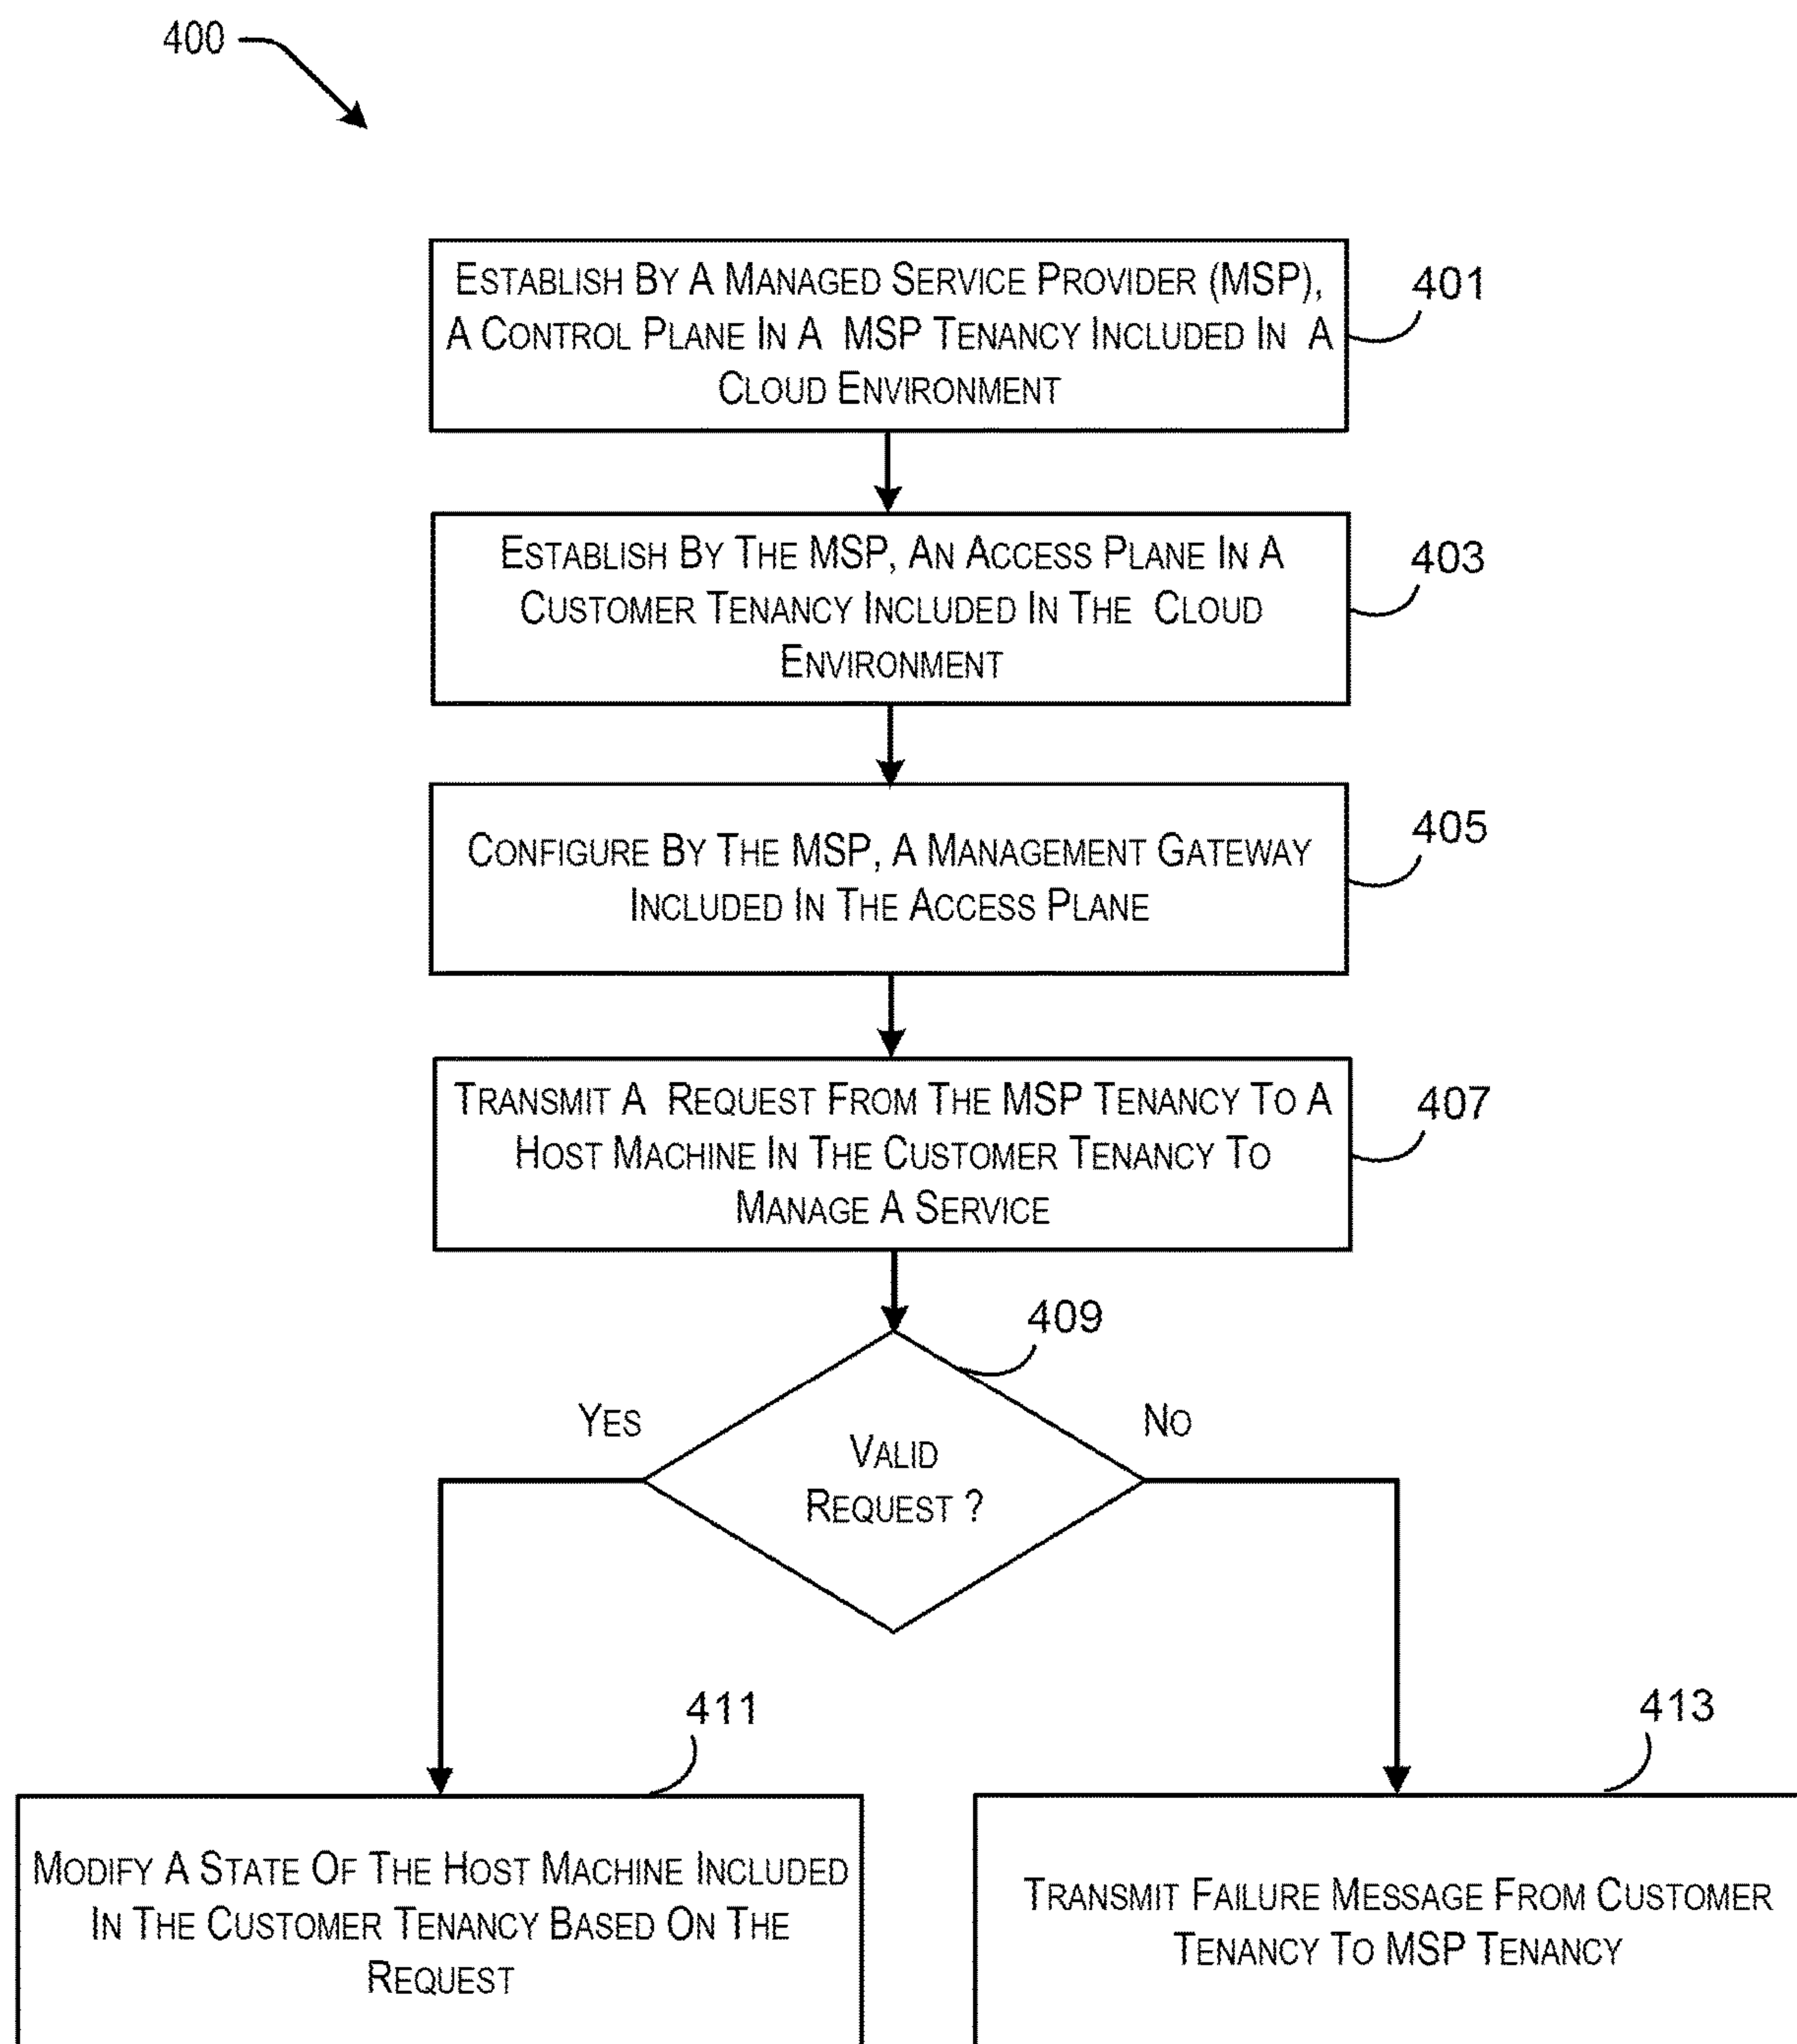 400
ESTABLISH BY A MANAGED SERVICE PROVIDER (MSP),
A CONTROL PLANE IN A MSP TENANCY INCLUDED IN A
CLOUD ENVIRONMENT
401
ESTABLISH BY THE MSP, AN ACCESS PLANE IN A
CUSTOMER TENANCY INCLUDED IN THE CLOUD
ENVIRONMENT
403
CONFIGURE BY THE MSP, A MANAGEMENT GATEWAY
INCLUDED IN THE ACCESS PLANE
405
TRANSMIT A REQUEST FROM THE MSP TENANCY TO A
HOST MACHINE IN THE CUSTOMER TENANCY TO
MANAGE A SERVICE
407
409
YES
NO
VALID
REQUEST ?
411
MODIFY A STATE OF THE HOST MACHINE INCLUDED
IN THE CUSTOMER TENANCY BASED ON THE
REQUEST
413
TRANSMIT FAILURE MESSAGE FROM CUSTOMER
TENANCY TO MSP TENANCY